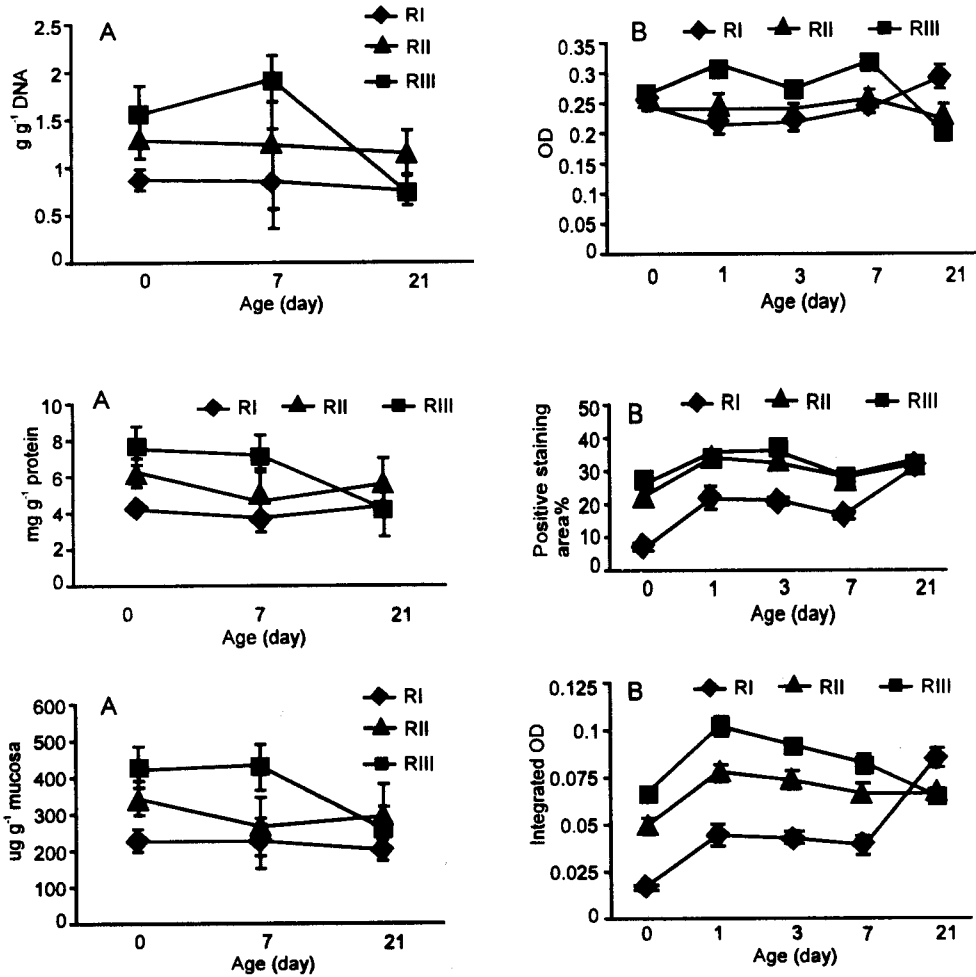 A
RI
RII
RIII
g g⁻¹ DNA
2.5
2
1.5
1
0.5
0
0 7 21
Age (day)
B RI RII RIII
OD
0.35
0.3
0.25
0.2
0.15
0.1
0.05
0
0 1 3 7 21
Age (day)
A RI RII RIII
mg g⁻¹ protein
10
8
6
4
2
0
0 7 21
Age (day)
B RI RII RIII
Positive staining
area%
50
40
30
20
10
0
0 1 3 7 21
Age (day)
A
RI
RII
RIII
ug g⁻¹ mucosa
600
500
400
300
200
100
0
0 7 21
Age (day)
B RI RII RIII
Integrated OD
0.125
0.1
0.075
0.05
0.025
0
0 1 3 7 21
Age (day)